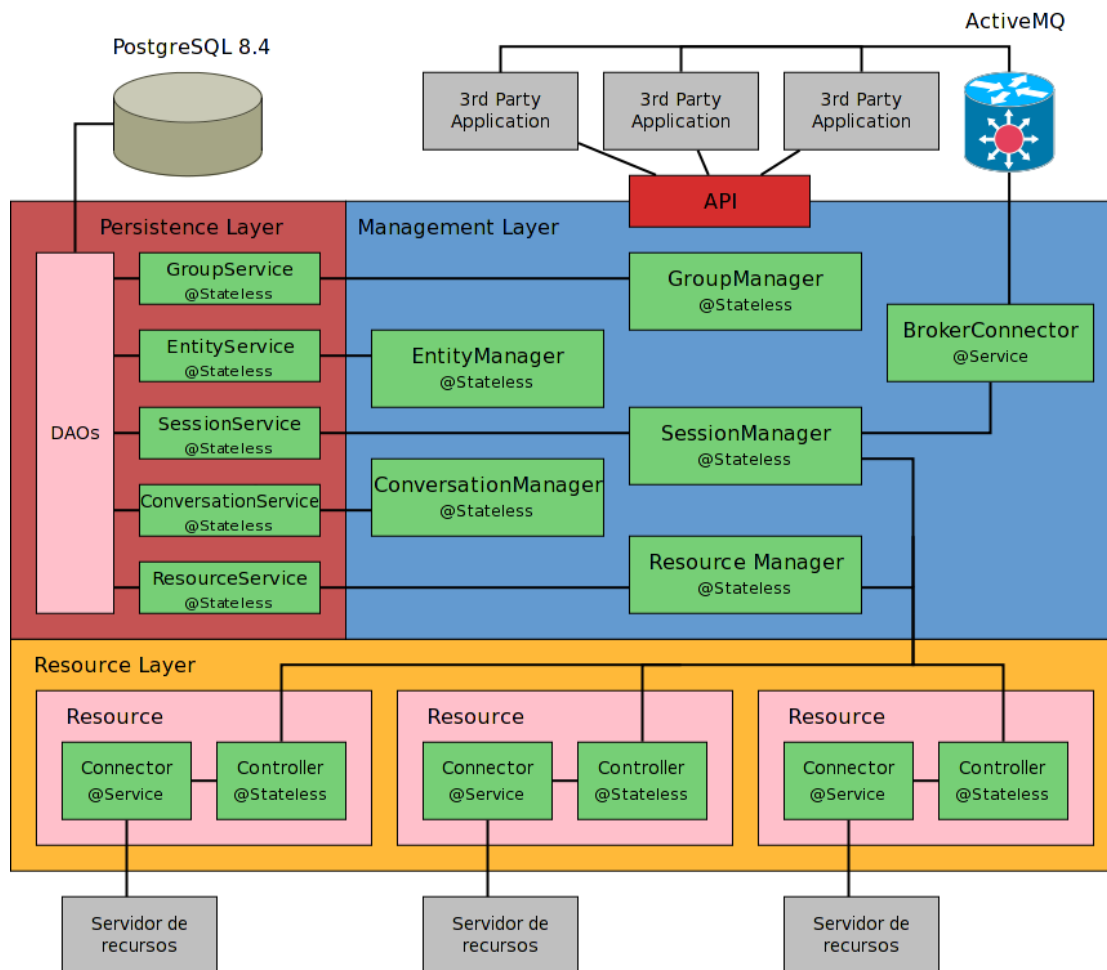 PostgreSQL 8.4
ActiveMQ
3rd Party
Application
3rd Party
Application
3rd Party
Application
API
Persistence Layer
Management Layer
DAOs
GroupService
@Stateless
GroupManager
@Stateless
BrokerConnector
@Service
EntityService
@Stateless
EntityManager
@Stateless
SessionService
@Stateless
SessionManager
@Stateless
ConversationService
@Stateless
ConversationManager
@Stateless
ResourceService
@Stateless
Resource Manager
@Stateless
Resource Layer
Resource
Connector
@Service
Controller
@Stateless
Resource
Connector
@Service
Controller
@Stateless
Resource
Connector
@Service
Controller
@Stateless
Servidor de
recursos
Servidor de
recursos
Servidor de
recursos